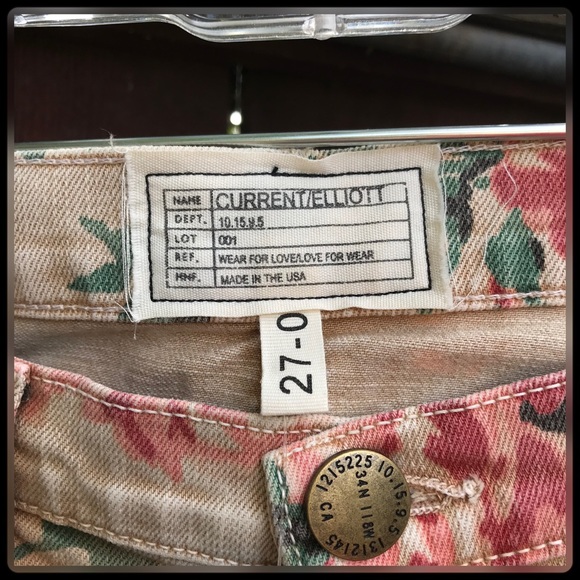 NAME CURRENT/ELLIOTT
DEPT. 10.15.9.5
LOT 001
REF. WEAR FOR LOVE/LOVE FOR WEAR
MNF. MADE IN THE USA
27-0
1215225 10.15.9.5 1312145 CA
34N 118W